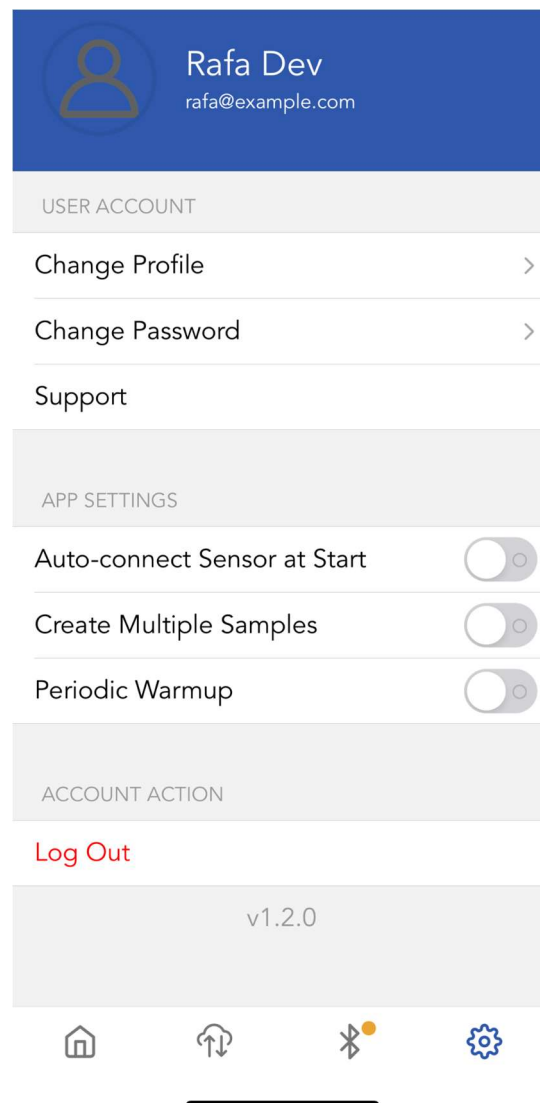 Rafa Dev
rafa@example.com
USER ACCOUNT
Change Profile
Change Password
Support
APP SETTINGS
Auto-connect Sensor at Start
Create Multiple Samples
Periodic Warmup
ACCOUNT ACTION
Log Out
v1.2.0